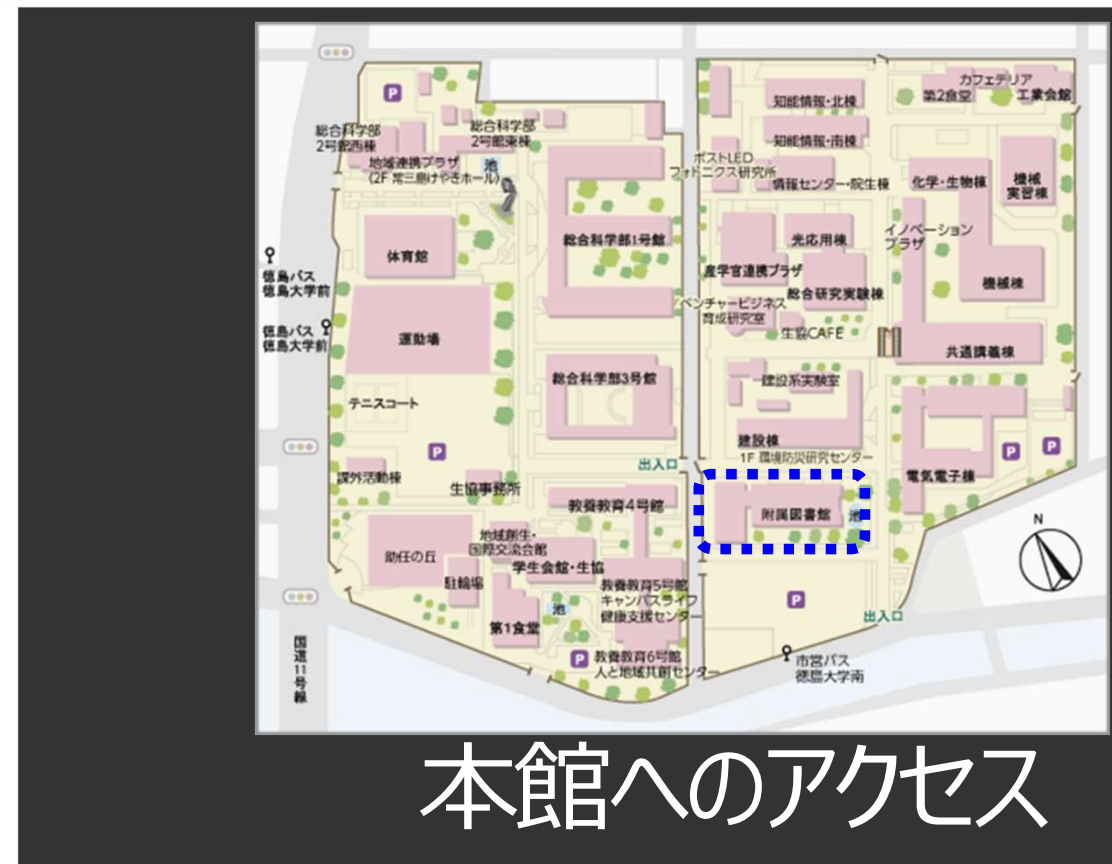 P
総合科学部
2号館西棟
総合科学部
2号館東棟
地域連携プラザ
(2F 常三島けやきホール)
池
知能情報・北棟
知能情報・南棟
カフェテリア
第2食堂
工業会館
ポストLED
フォトニクス研究所
情報センター・院生棟
化学・生物棟
機械
実習棟
体育館
総合科学部1号館
光応用棟
イノベーション
プラザ
徳島バス
徳島大学前
産学官連携プラザ
総合研究実験棟
機械棟
ベンチャービジネス
育成研究室
徳島バス
徳島大学前
運動場
生協CAFE
共通講義棟
総合科学部3号館
建設系実験室
テニスコート
建設棟
1F 環境防災研究センター
P
P
P
出入口
課外活動棟
生協事務所
電気電子棟
教養教育4号館
附属図書館
池
N
助任の丘
地域創生・
国際交流会館
学生会館・生協
駐輪場
教養教育5号館
キャンパスライフ
健康支援センター
池
P
出入口
第1食堂
国道11号線
P
教養教育6号館
人と地域共創センター
市営バス
徳島大学南
本館へのアクセス